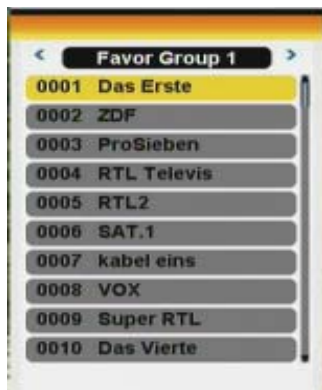 < Favor Group 1 >
0001 Das Erste
0002 ZDF
0003 ProSieben
0004 RTL Televis
0005 RTL2
0006 SAT.1
0007 kabel eins
0008 VOX
0009 Super RTL
0010 Das Vierte